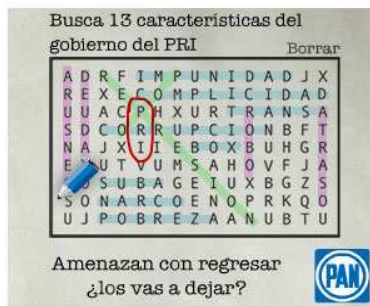 Busca 13 características del
gobierno del PRI
Borrar
A D R F I M P U N I D A D J X
R E X E C O M P L I C I D A D
U U A C P H X U R T R A N S A
S D C O R R U P C I O N B F T
N A J X I I E B O X B U H G R
E U T V U M S A H O V F J A
S U B A G E I U X B G Z S
S O N A R C O E N O P R K Q O
U J P O B R E Z A A N U B T U
Amenazan con regresar
¿los vas a dejar?
PAN